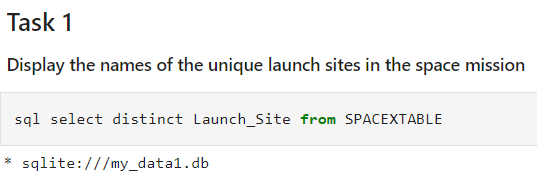 Task 1
Display the names of the unique launch sites in the space mission
sql select distinct Launch_Site from SPACEXTABLE
* sqlite:///my_data1.db